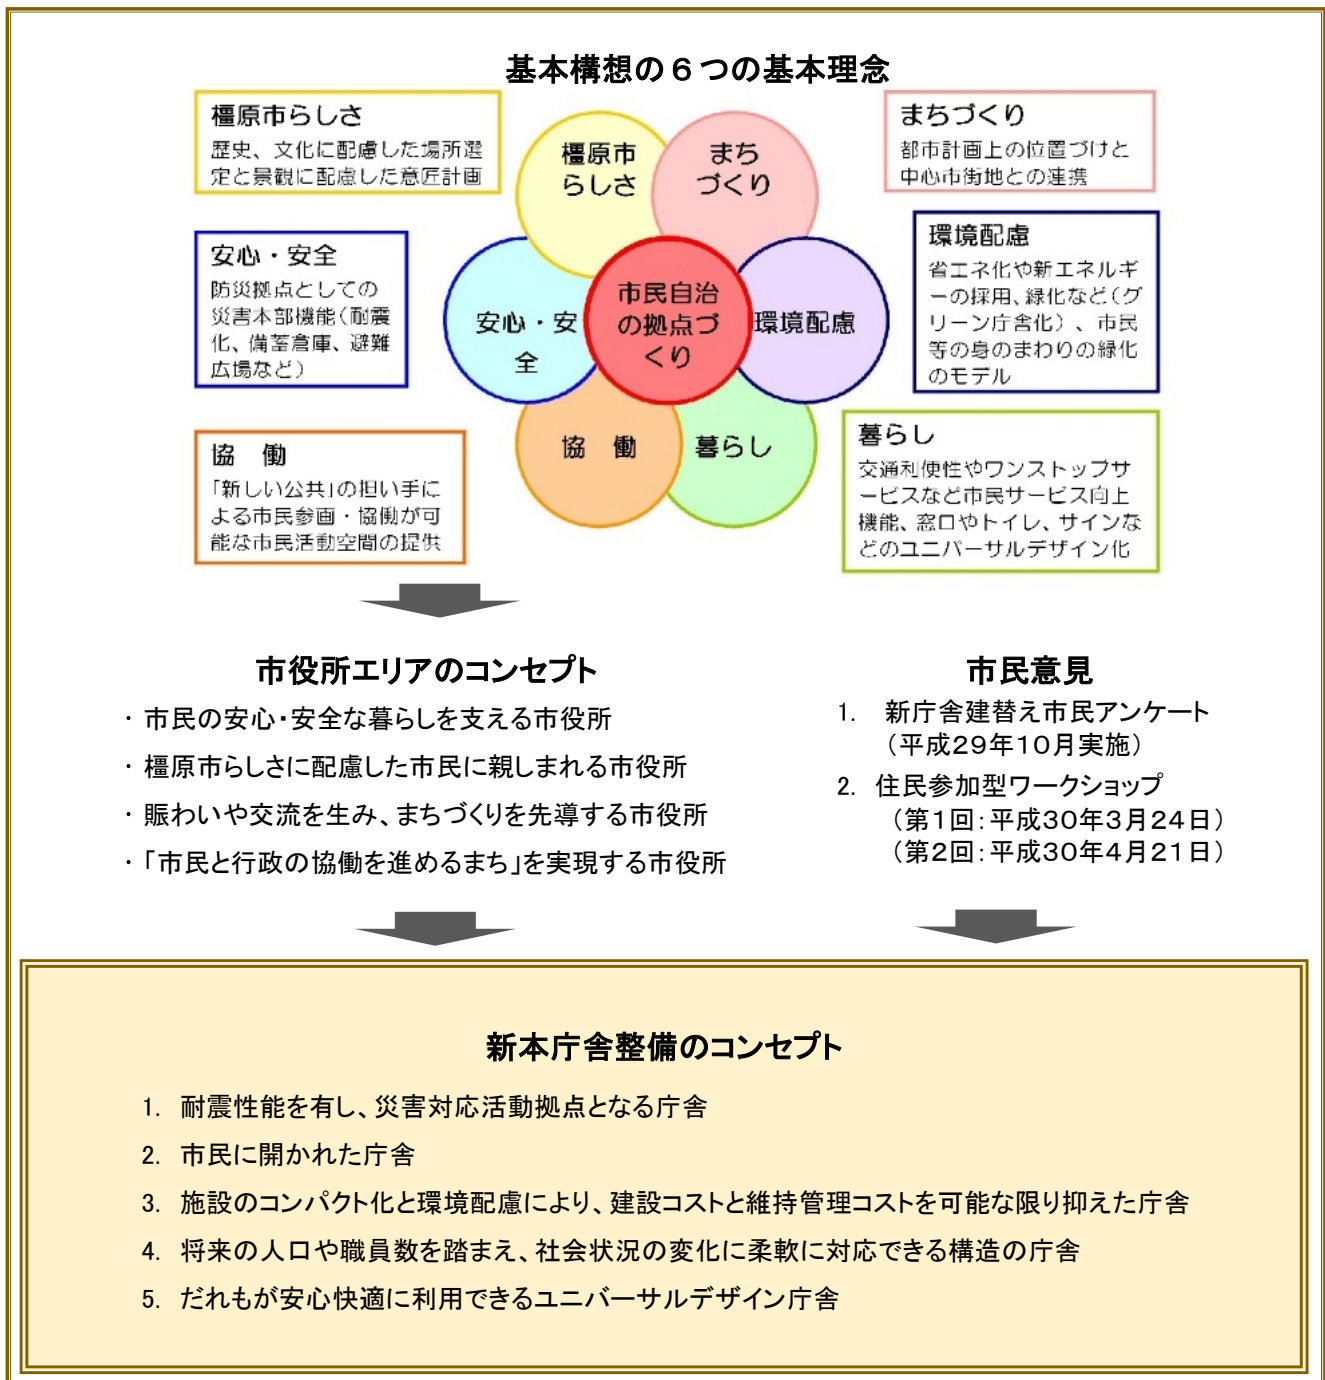 基本構想の6つの基本理念
橿原市らしさ
歴史、文化に配慮した場所選
定と景観に配慮した意匠計画
安心・安全
防災拠点としての
災害本部機能(耐震
化、備蓄倉庫、避難
広場など)
協　働
「新しい公共」の担い手に
よる市民参画・協働が可
能な市民活動空間の提供
橿原市
らしさ
まち
づくり
安心・安
全
市民自治
の拠点づ
くり
環境配慮
協　働
暮らし
まちづくり
都市計画上の位置づけと
中心市街地との連携
環境配慮
省エネ化や新エネルギ
ーの採用、緑化など(グ
リーン庁舎化)、市民
等の身のまわりの緑化
のモデル
暮らし
交通利便性やワンストップサ
ービスなど市民サービス向上
機能、窓口やトイレ、サインな
どのユニバーサルデザイン化
市役所エリアのコンセプト
・市民の安心・安全な暮らしを支える市役所
・橿原市らしさに配慮した市民に親しまれる市役所
・賑わいや交流を生み、まちづくりを先導する市役所
・「市民と行政の協働を進めるまち」を実現する市役所
市民意見
1. 新庁舎建替え市民アンケート
(平成29年10月実施)
2. 住民参加型ワークショップ
(第1回:平成30年3月24日)
(第2回:平成30年4月21日)
新本庁舎整備のコンセプト
1. 耐震性能を有し、災害対応活動拠点となる庁舎
2. 市民に開かれた庁舎
3. 施設のコンパクト化と環境配慮により、建設コストと維持管理コストを可能な限り抑えた庁舎
4. 将来の人口や職員数を踏まえ、社会状況の変化に柔軟に対応できる構造の庁舎
5. だれもが安心快適に利用できるユニバーサルデザイン庁舎